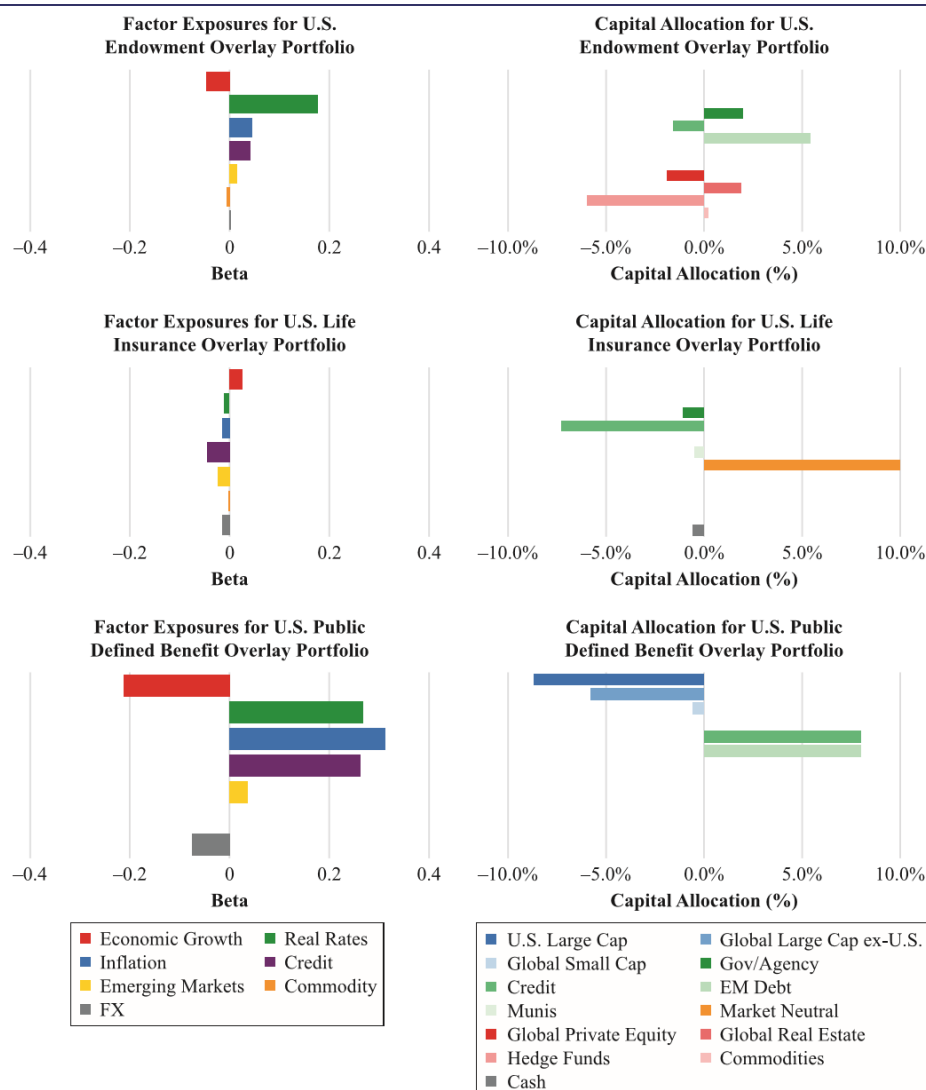 Factor Exposures for U.S.
Endowment Overlay Portfolio
–0.4 –0.2 0 0.2 0.4
Beta
Capital Allocation for U.S.
Endowment Overlay Portfolio
–10.0% –5.0% 0.0% 5.0% 10.0%
Capital Allocation (%)
Factor Exposures for U.S. Life
Insurance Overlay Portfolio
–0.4 –0.2 0 0.2 0.4
Beta
Capital Allocation for U.S. Life
Insurance Overlay Portfolio
–10.0% –5.0% 0.0% 5.0% 10.0%
Capital Allocation (%)
Factor Exposures for U.S. Public
Defined Benefit Overlay Portfolio
–0.4 –0.2 0 0.2 0.4
Beta
Capital Allocation for U.S. Public
Defined Benefit Overlay Portfolio
–10.0% –5.0% 0.0% 5.0% 10.0%
Capital Allocation (%)
Economic Growth Real Rates
Inflation Credit
Emerging Markets Commodity
FX
U.S. Large Cap Global Large Cap ex-U.S.
Global Small Cap Gov/Agency
Credit EM Debt
Munis Market Neutral
Global Private Equity Global Real Estate
Hedge Funds Commodities
Cash